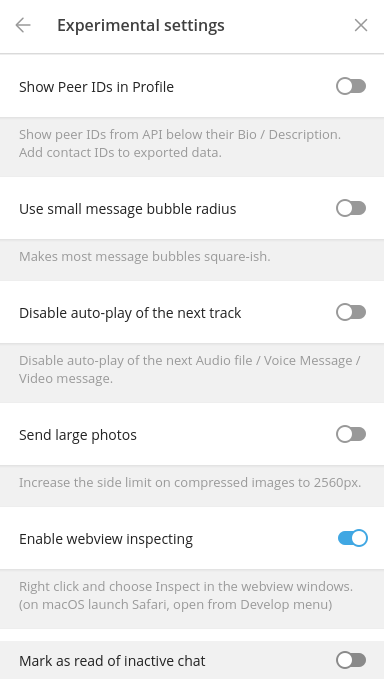 Experimental settings
Show Peer IDs in Profile
Show peer IDs from API below their Bio / Description.
Add contact IDs to exported data.
Use small message bubble radius
Makes most message bubbles square-ish.
Disable auto-play of the next track
Disable auto-play of the next Audio file / Voice Message /
Video message.
Send large photos
Increase the side limit on compressed images to 2560px.
Enable webview inspecting
Right click and choose Inspect in the webview windows.
(on macOS launch Safari, open from Develop menu)
Mark as read of inactive chat